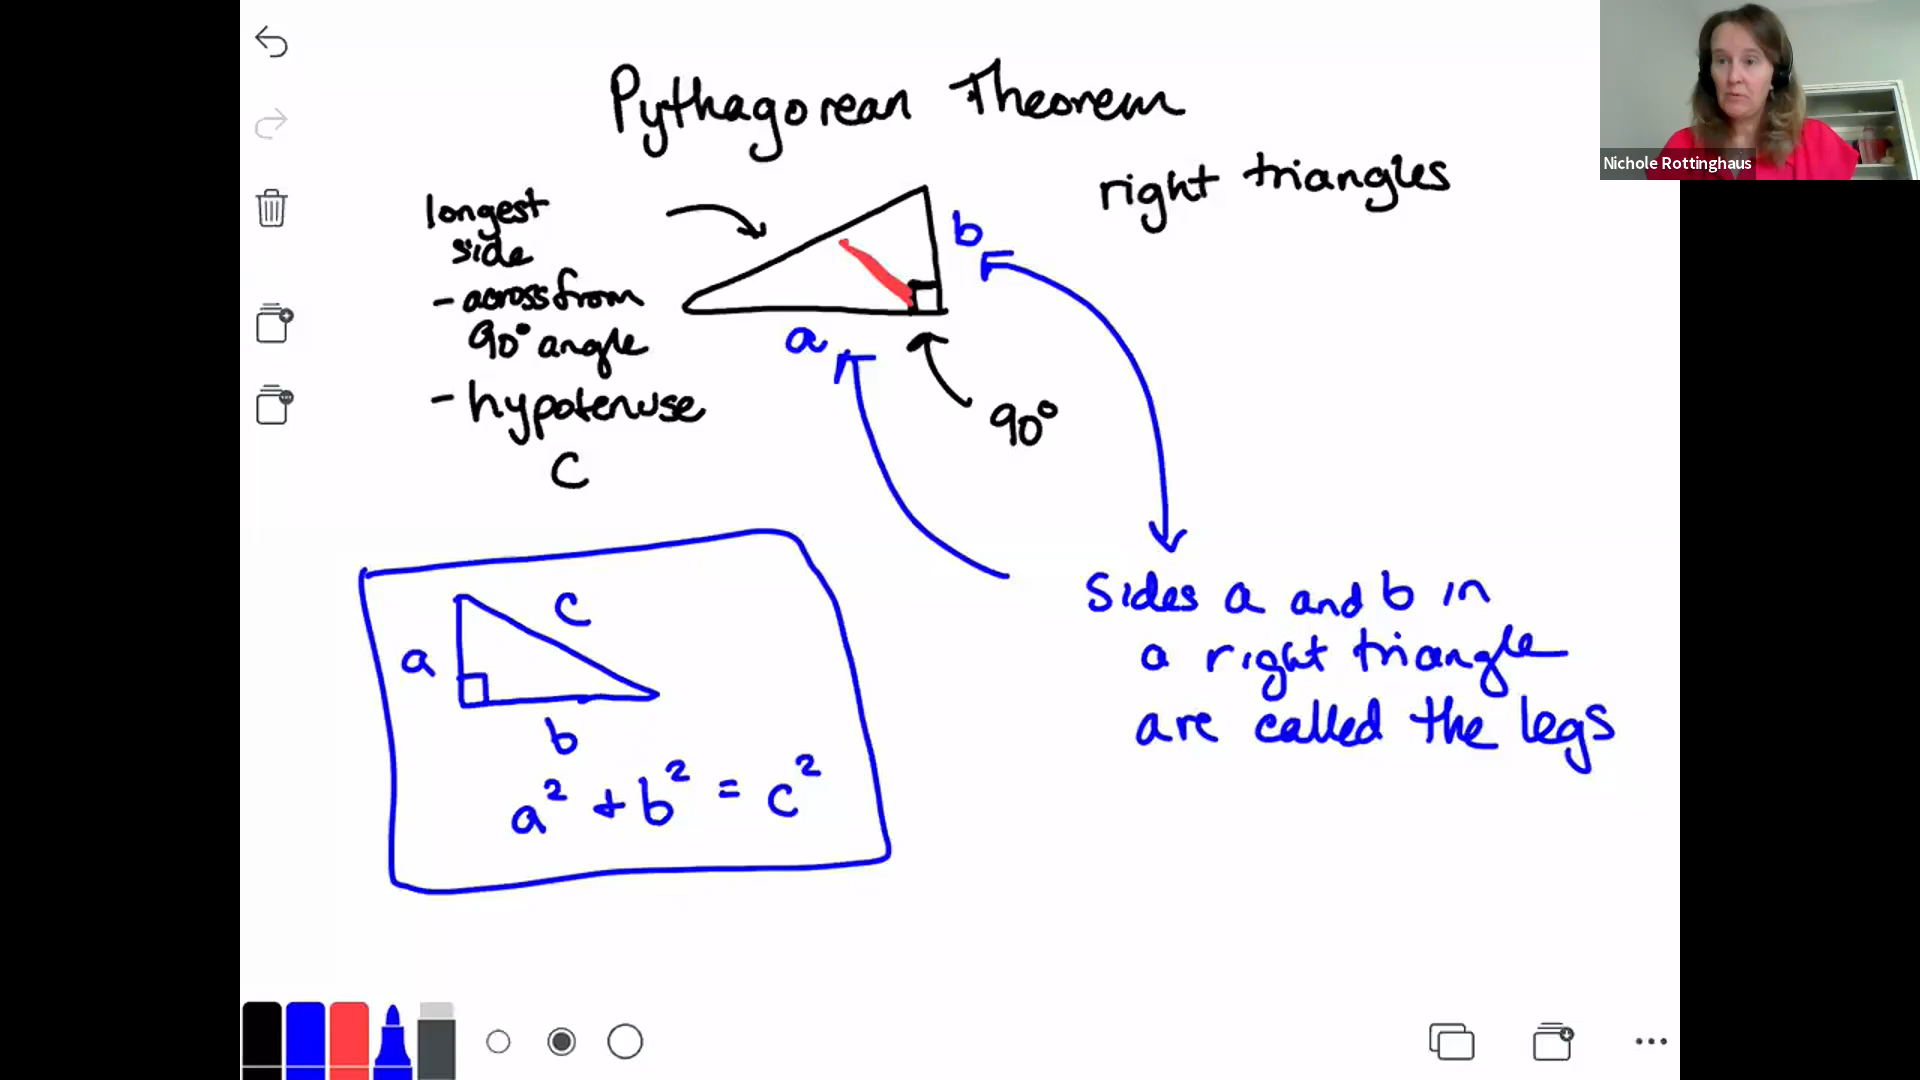 Pythagorean Theorem
Nichole Rottinghaus
right triangles
longest
side
- across from
90° angle
- hypotenuse
C
b
a
90°
c
a
b
a² + b² = c²
Sides a and b in
a right triangle
are called the legs